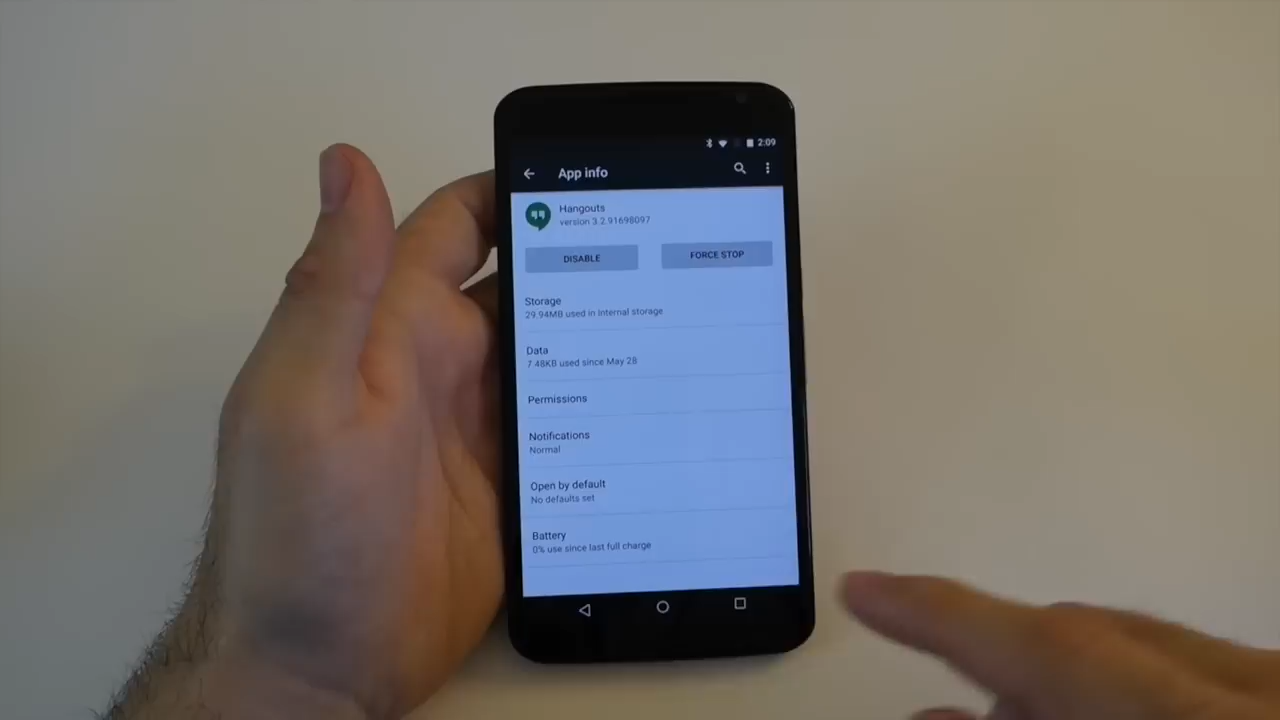 2:09
App info
Hangouts
version 3.2.91698097
DISABLE
FORCE STOP
Storage
29.94MB used in internal storage
Data
7.48KB used since May 28
Permissions
Notifications
Normal
Open by default
No defaults set
Battery
0% use since last full charge